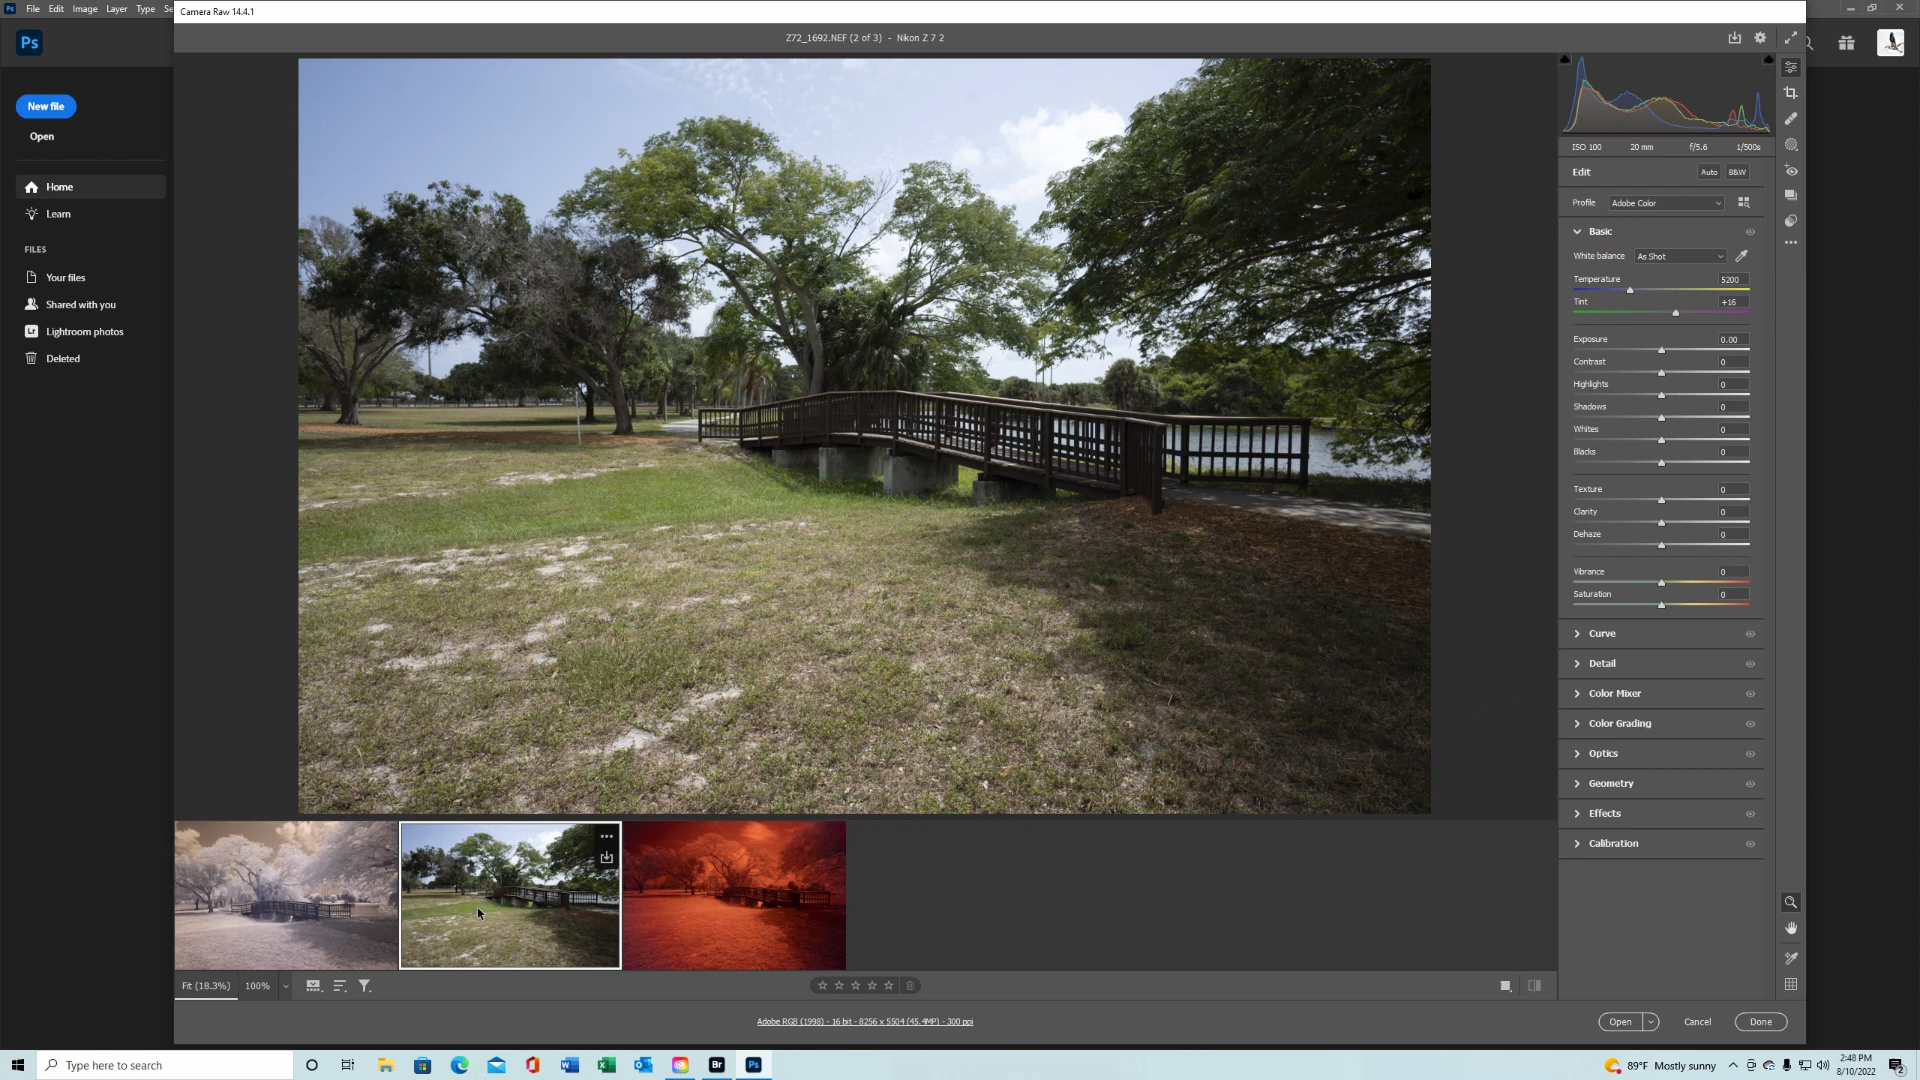 Camera Raw 14.4.1
Ps File Edit Image Layer Type Se
Z72_1692.NEF (2 of 3) - Nikon Z 7 2
Ps
New file
Open
Home
Learn
FILES
Your files
Shared with you
Lr Lightroom photos
Deleted
ISO 100 20 mm f/5.6 1/500s
Edit Auto B&W
Profile Adobe Color
Basic
White balance As Shot
Temperature 5200
Tint +16
Exposure 0.00
Contrast 0
Highlights 0
Shadows 0
Whites 0
Blacks 0
Texture 0
Clarity 0
Dehaze 0
Vibrance 0
Saturation 0
Curve
Detail
Color Mixer
Color Grading
Optics
Geometry
Effects
Calibration
Fit (18.3%) 100%
Adobe RGB (1998) - 16 bit - 8256 x 5504 (45.4MP) - 300 ppi
Open Cancel Done
Type here to search
Br Ps
89°F Mostly sunny
2:48 PM
8/10/2022
2